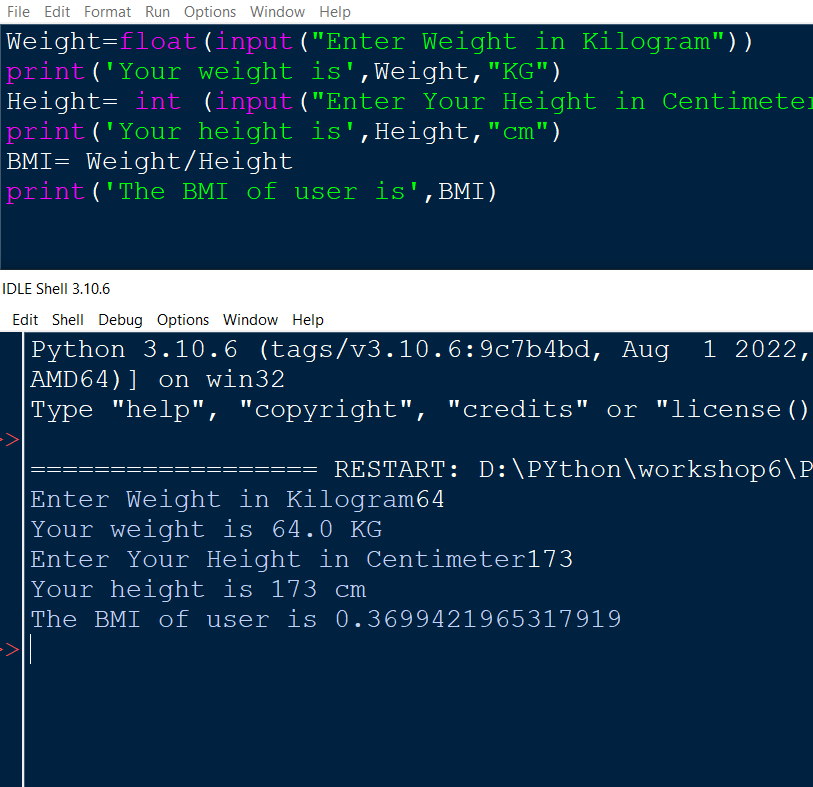 File Edit Format Run Options Window Help
Weight=float(input("Enter Weight in Kilogram"))
print('Your weight is',Weight,"KG")
Height= int (input("Enter Your Height in Centimeter
print('Your height is',Height,"cm")
BMI= Weight/Height
print('The BMI of user is',BMI)
IDLE Shell 3.10.6
Edit Shell Debug Options Window Help
Python 3.10.6 (tags/v3.10.6:9c7b4bd, Aug  1 2022,
AMD64)] on win32
Type "help", "copyright", "credits" or "license()
>>
================== RESTART: D:\PYthon\workshop6\P
Enter Weight in Kilogram64
Your weight is 64.0 KG
Enter Your Height in Centimeter173
Your height is 173 cm
The BMI of user is 0.3699421965317919
>>